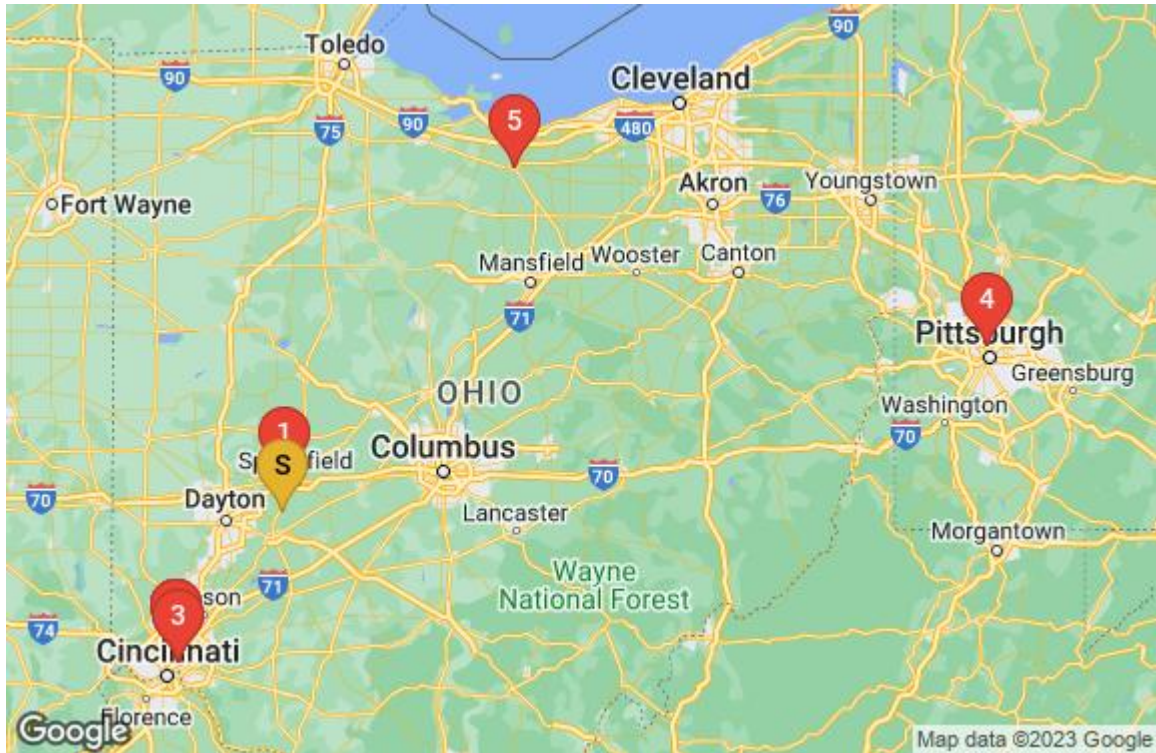 Toledo
90
90
Cleveland
5
90
480
75
Fort Wayne
Akron
76
Youngstown
Mansfield
Wooster
Canton
71
4
Pittsburgh
Greensburg
OHIO
Washington
1
S
Columbus
70
70
70
Dayton
Lancaster
Morgantown
71
Wayne
National Forest
3
74
Cincinnati
Florence
Google
Map data ©2023 Google